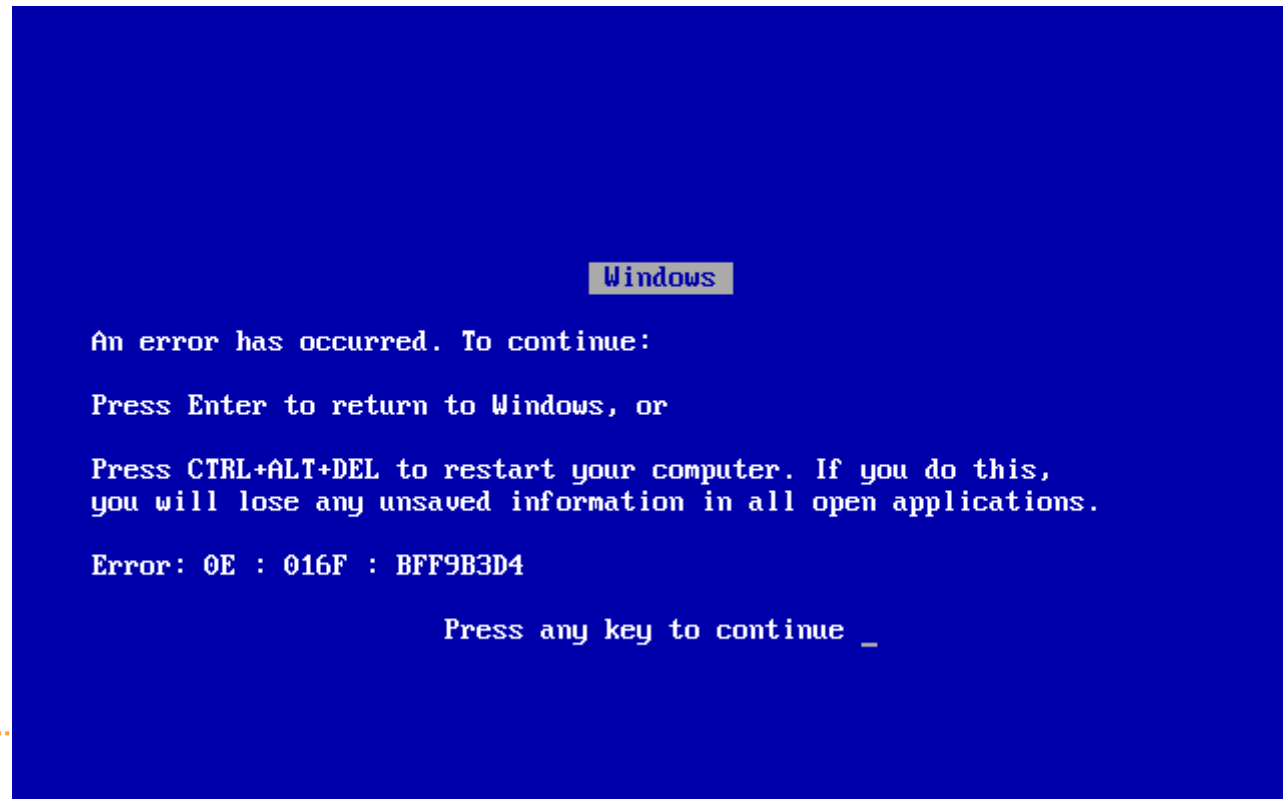 Windows
An error has occurred. To continue:
Press Enter to return to Windows, or
Press CTRL+ALT+DEL to restart your computer. If you do this,
you will lose any unsaved information in all open applications.
Error: 0E : 016F : BFF9B3D4
Press any key to continue _